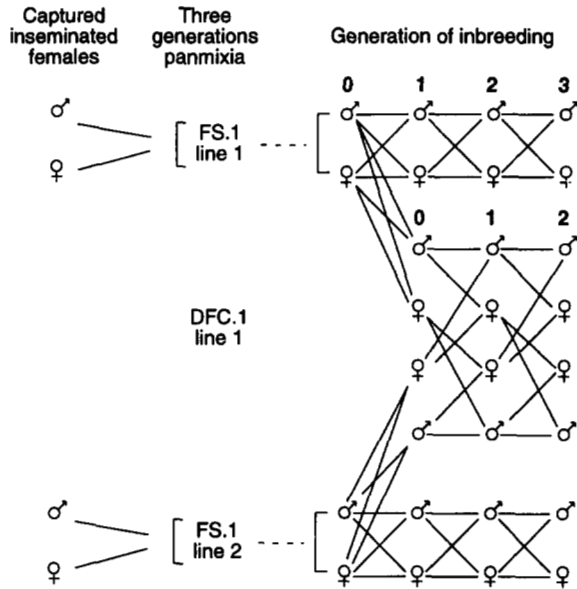 Captured
inseminated
females
Three
generations
panmixia
Generation of inbreeding
0 1 2 3
♂ ♂ ♂ ♂ ♂
FS.1
line 1
♀ ♀ ♀ ♀ ♀
0 1 2
♂ ♂ ♂
♀ ♀ ♀
DFC.1
line 1
♀ ♀ ♀
♂ ♂ ♂
♂ ♂ ♂ ♂ ♂
FS.1
line 2
♀ ♀ ♀ ♀ ♀